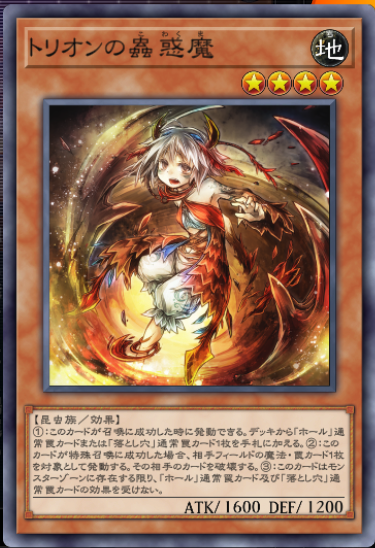 トリオンの蟲惑魔
こわくま
地
ち
【昆虫族/効果】
①:このカードが召喚に成功した時に発動できる。デッキから「ホール」通
常罠カードまたは「落とし穴」通常罠カード1枚を手札に加える。②:この
カードが特殊召喚に成功した場合、相手フィールドの魔法・罠カード1枚
を対象として発動する。その相手のカードを破壊する。③:このカードはモン
スターゾーンに存在する限り、「ホール」通常罠カード及び「落とし穴」通
常罠カードの効果を受けない。
ATK/1600 DEF/1200